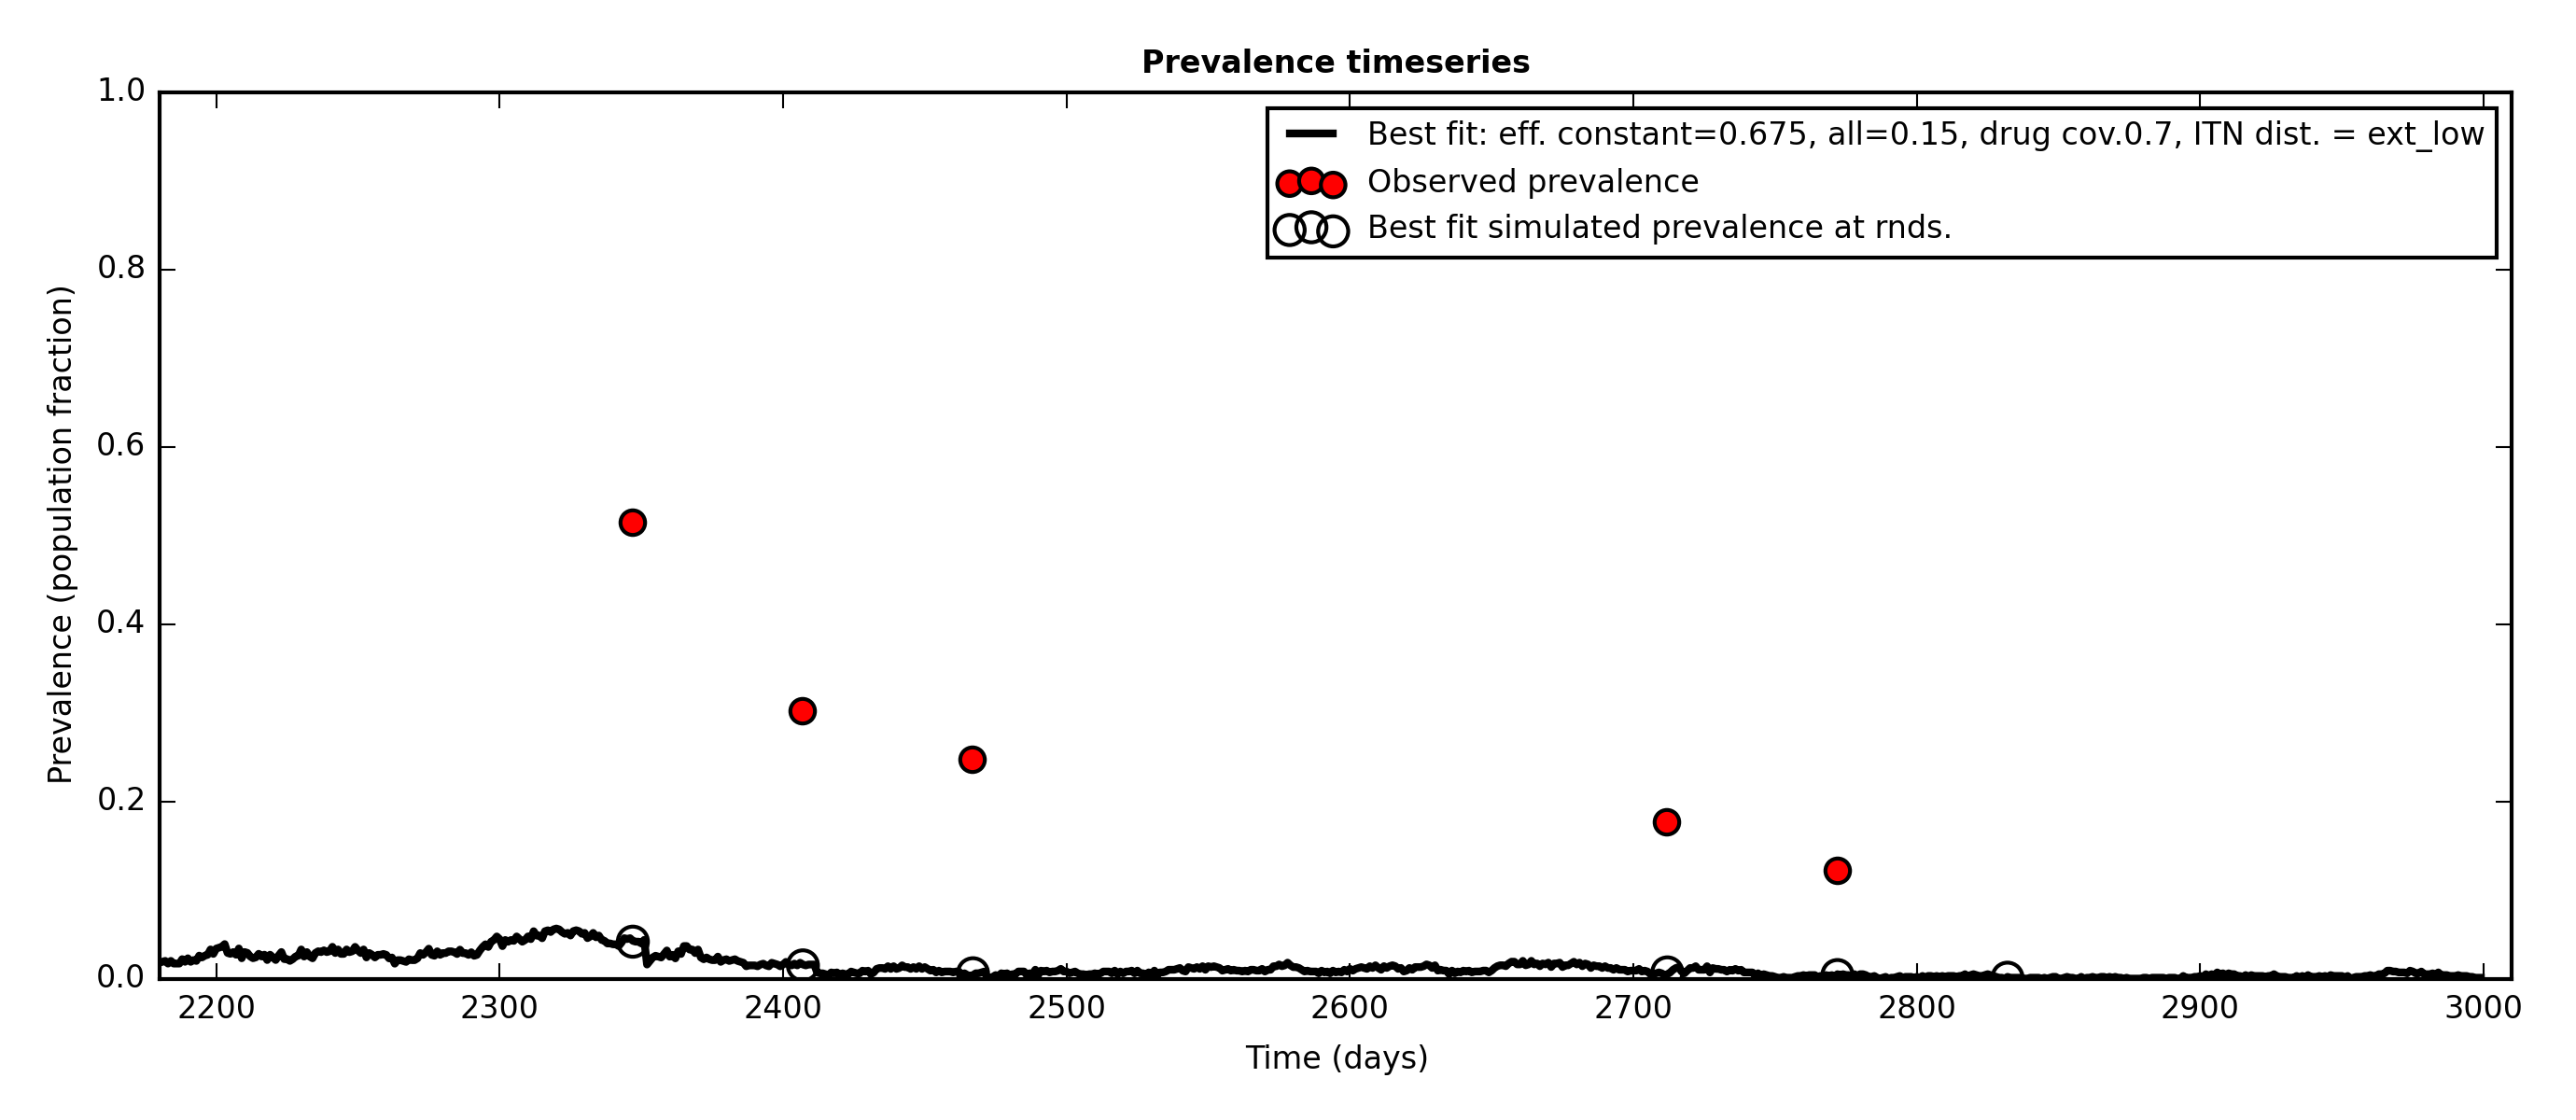 Prevalence timeseries
1.0
0.8
0.6
0.4
0.2
0.0
Prevalence (population fraction)
Best fit: eff. constant=0.675, all=0.15, drug cov.0.7, ITN dist. = ext_low
Observed prevalence
Best fit simulated prevalence at rnds.
2200 2300 2400 2500 2600 2700 2800 2900 3000
Time (days)